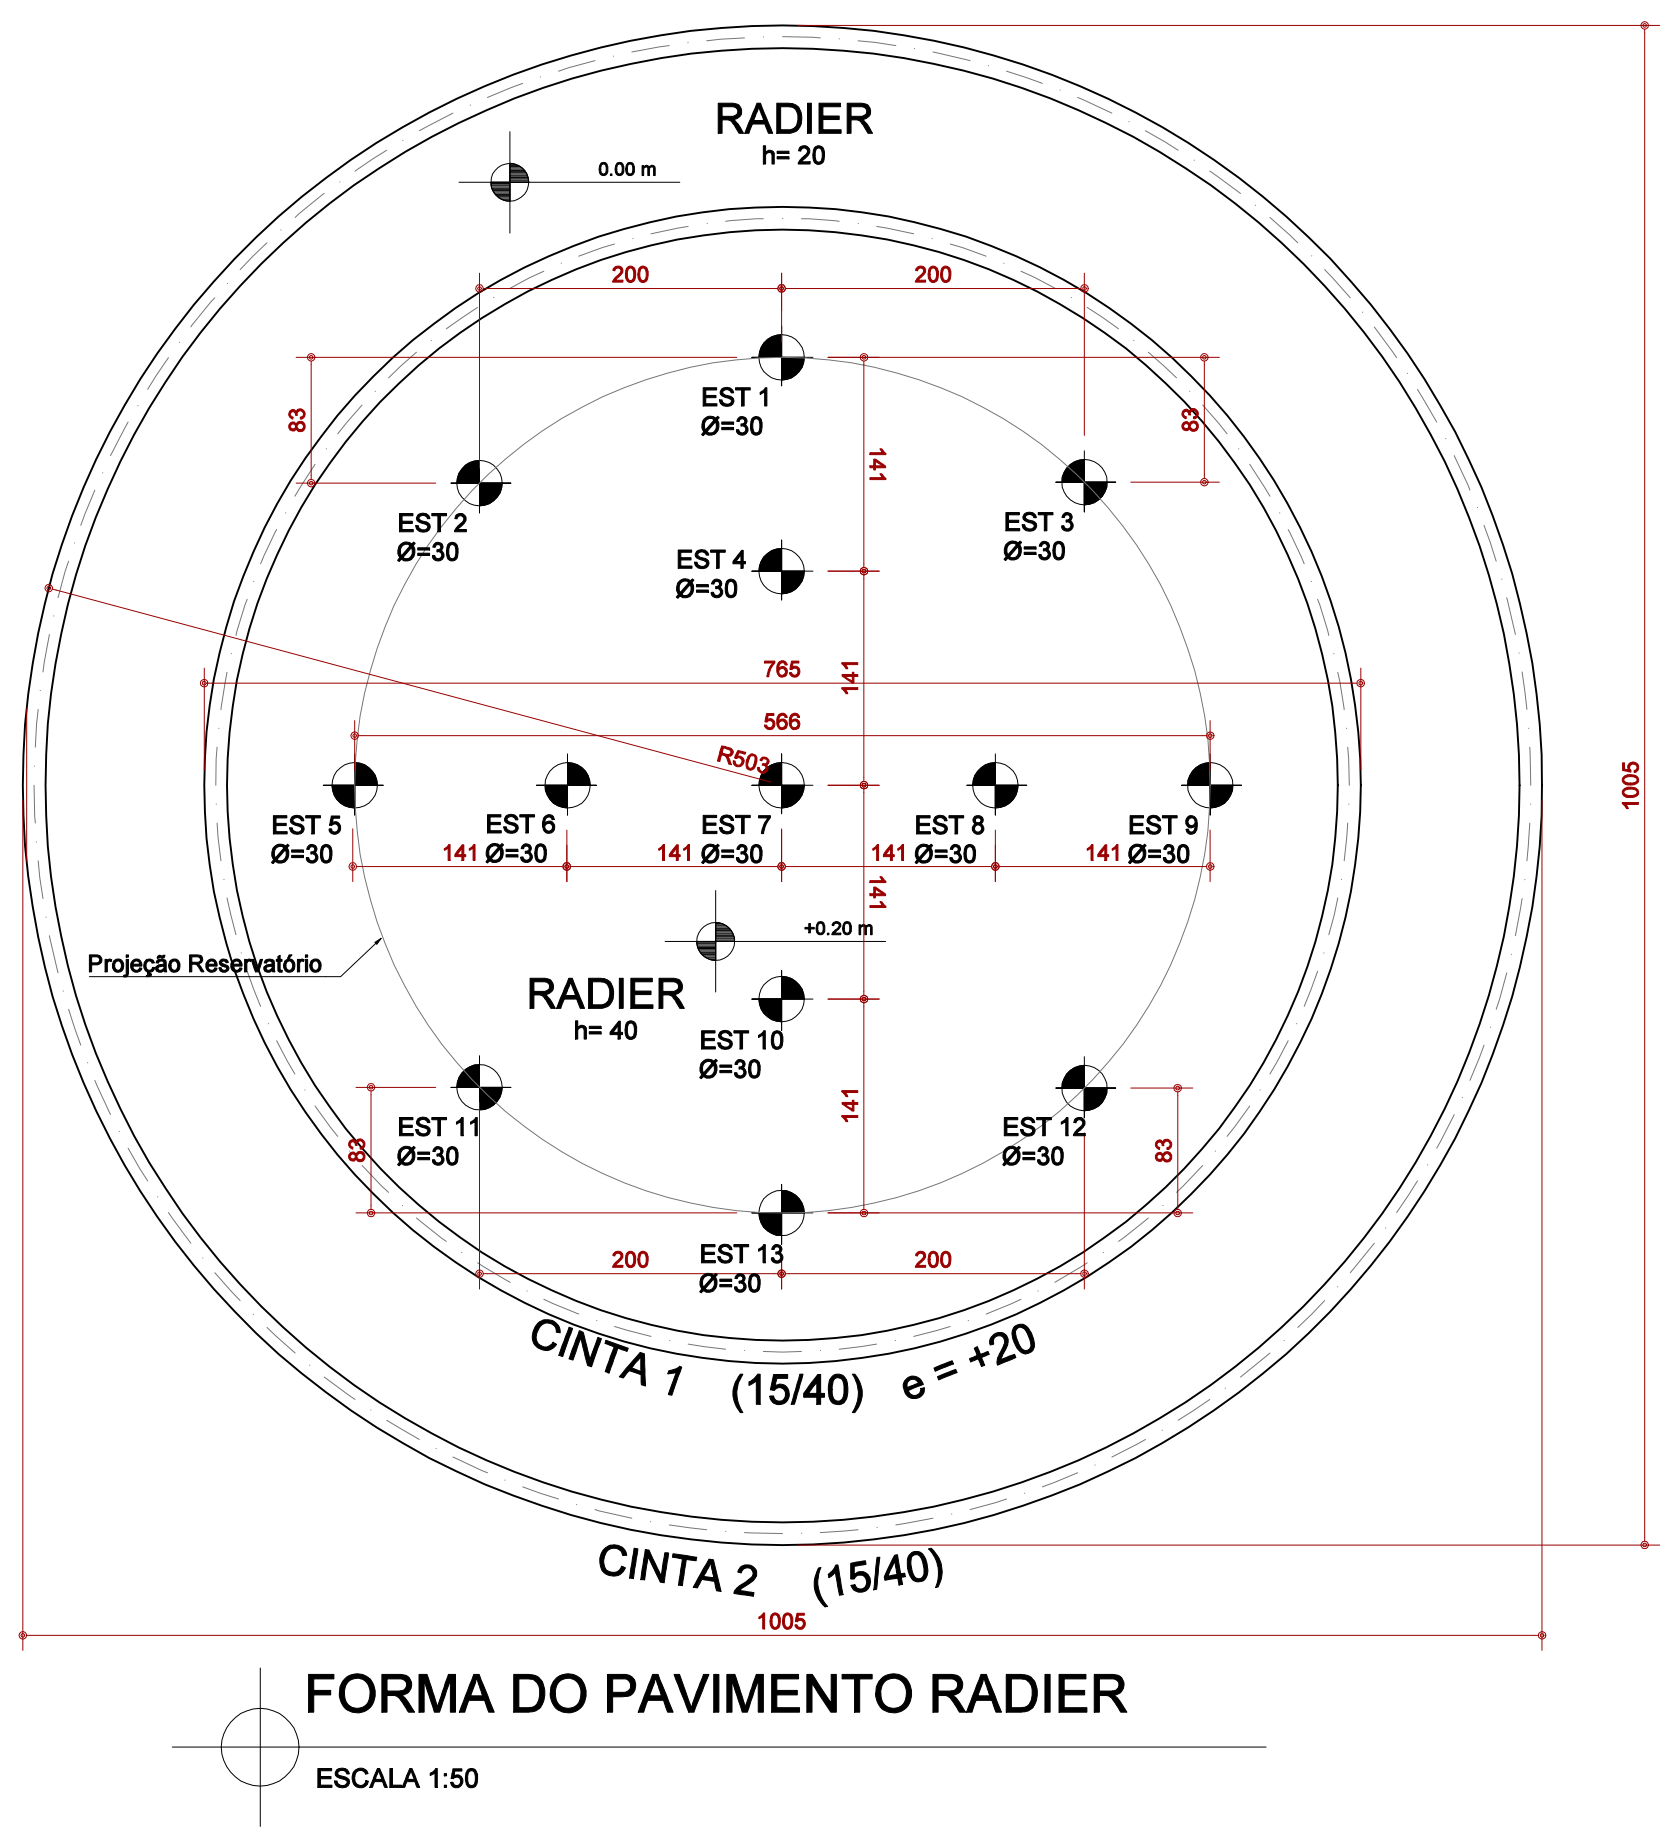 RADIER
h= 20
0.00 m
200
200
83
83
EST 1
Ø=30
141
EST 2
Ø=30
EST 3
Ø=30
EST 4
Ø=30
141
765
566
R503
1005
EST 5
Ø=30
EST 6
Ø=30
EST 7
Ø=30
EST 8
Ø=30
EST 9
Ø=30
141
141
141
141
141
+0.20 m
Projeção Reservatório
RADIER
h= 40
EST 10
Ø=30
141
EST 11
Ø=30
EST 12
Ø=30
83
83
EST 13
Ø=30
200
200
CINTA 1 (15/40) e = +20
CINTA 2 (15/40)
1005
FORMA DO PAVIMENTO RADIER
ESCALA 1:50